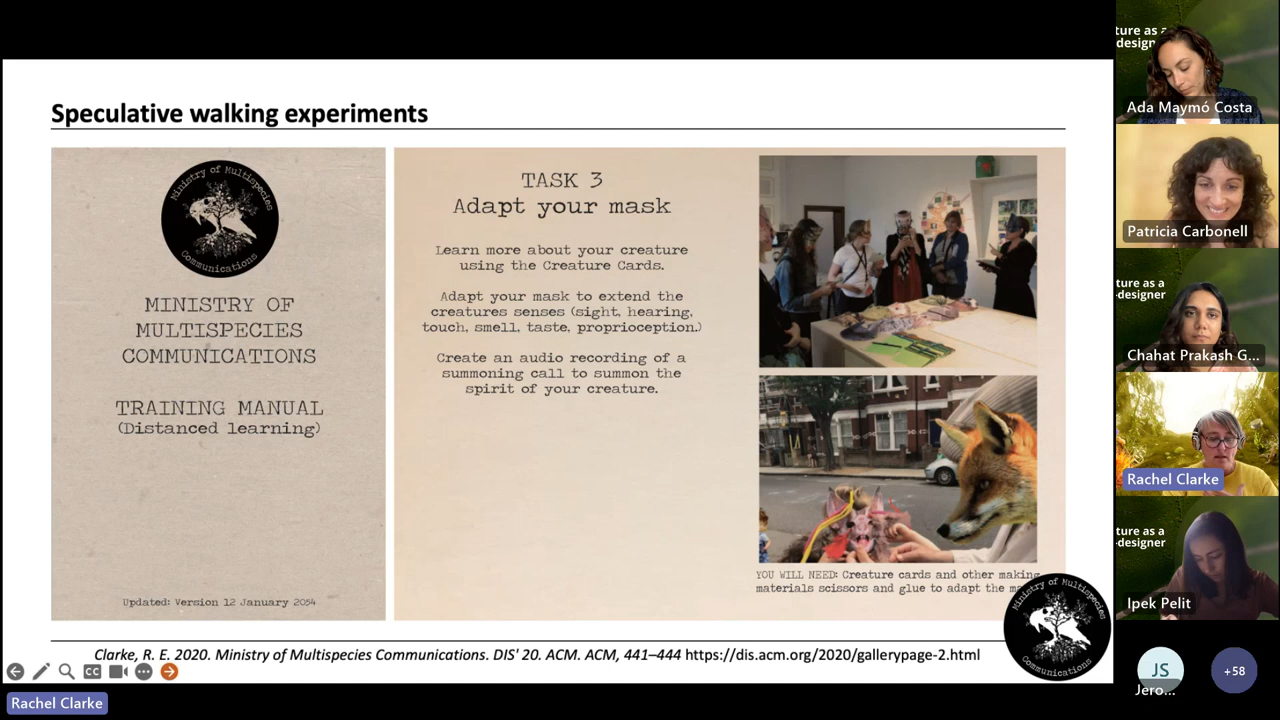 Speculative walking experiments
Ministry of Multispecies
Communications
MINISTRY OF
MULTISPECIES
COMMUNICATIONS
TRAINING MANUAL
(Distanced learning)
Updated: Version 12 January 2054
TASK 3
Adapt your mask
Learn more about your creature
using the Creature Cards.
Adapt your mask to extend the
creatures senses (sight, hearing,
touch, smell, taste, proprioception.)
Create an audio recording of a
summoning call to summon the
spirit of your creature.
YOU WILL NEED: Creature cards and other making
materials scissors and glue to adapt the
Ministry of Multispecies
Communications
Clarke, R. E. 2020. Ministry of Multispecies Communications. DIS' 20. ACM. ACM, 441–444 https://dis.acm.org/2020/gallerypage-2.html
CC
Rachel Clarke
ture as a
design
Ada Maymó Costa
Patricia Carbonell
ture as a
-designer
Chahat Prakash G...
Rachel Clarke
ture as a
-designer
Ipek Pelit
JS
Jero...
+58